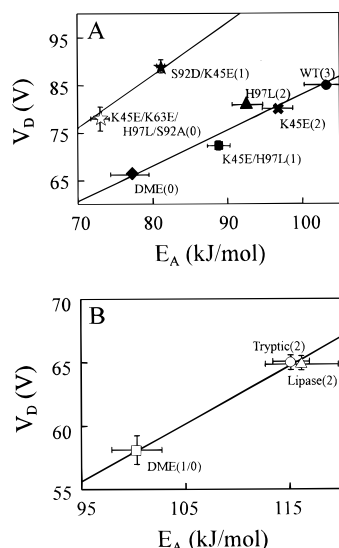 A
95
85
75
65
V_D (V)
S92D/K45E(1)
WT(3)
H97L(2)
K45E/K63E/
H97L/S92A(0)
K45E(2)
K45E/H97L(1)
DME(0)
70 80 90 100
E_A (kJ/mol)
B
70
65
55
V_D (V)
Tryptic(2)
Lipase(2)
DME(1/0)
95 105 115
E_A (kJ/mol)